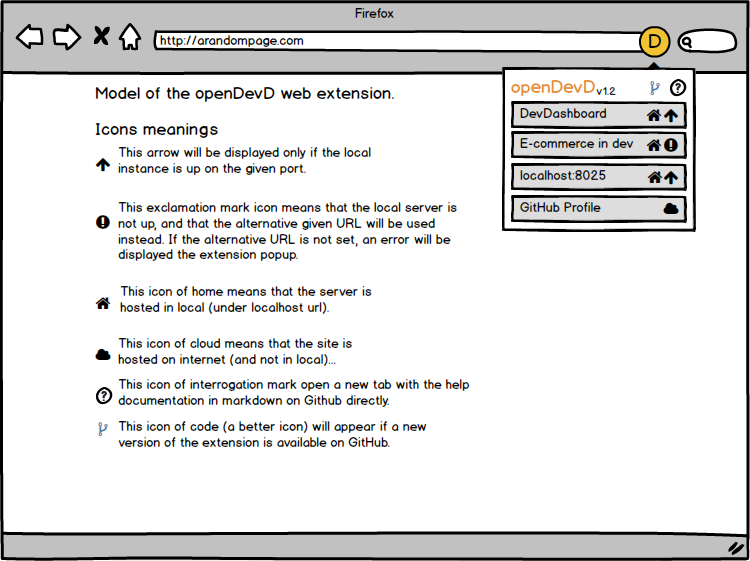 Firefox
http://arandompage.com
D
openDevD v1.2
DevDashboard
E-commerce in dev
localhost:8025
GitHub Profile
Model of the openDevD web extension.
Icons meanings
This arrow will be displayed only if the local
instance is up on the given port.
This exclamation mark icon means that the local server is
not up, and that the alternative given URL will be used
instead. If the alternative URL is not set, an error will be
displayed the extension popup.
This icon of home means that the server is
hosted in local (under localhost url).
This icon of cloud means that the site is
hosted on internet (and not in local)...
This icon of interrogation mark open a new tab with the help
documentation in markdown on Github directly.
This icon of code (a better icon) will appear if a new
version of the extension is available on GitHub.